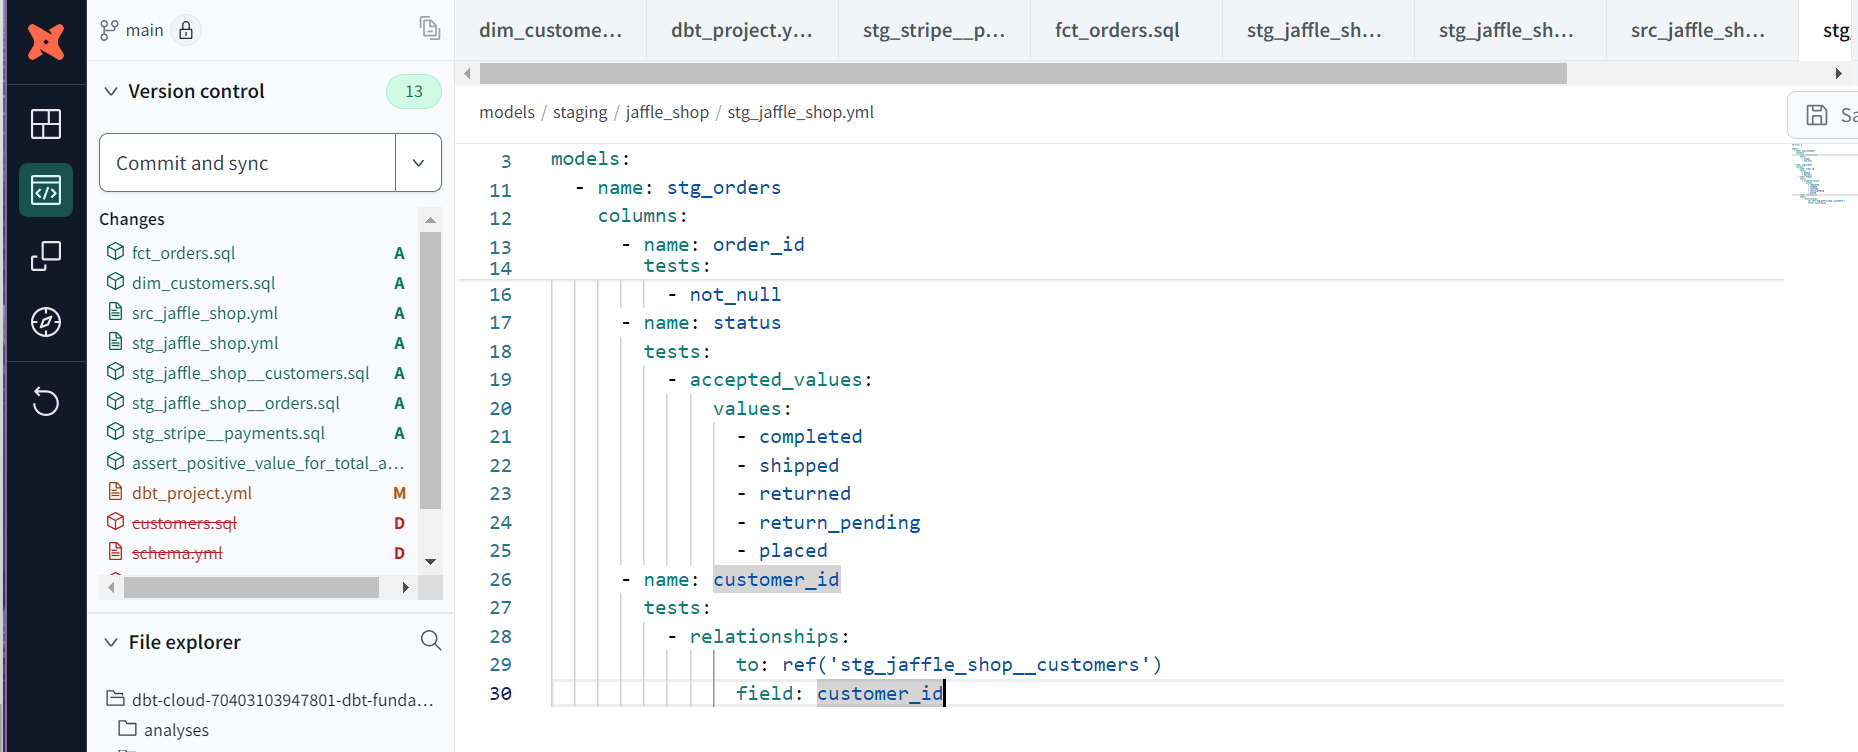 main
Version control
13
Commit and sync
Changes
fct_orders.sql A
dim_customers.sql A
src_jaffle_shop.yml A
stg_jaffle_shop.yml A
stg_jaffle_shop__customers.sql A
stg_jaffle_shop__orders.sql A
stg_stripe__payments.sql A
assert_positive_value_for_total_a...
dbt_project.yml M
customers.sql D
schema.yml D
File explorer
dbt-cloud-70403103947801-dbt-funda...
analyses
dim_custome... dbt_project.y... stg_stripe__p... fct_orders.sql stg_jaffle_sh... stg_jaffle_sh... src_jaffle_sh... stg_
models / staging / jaffle_shop / stg_jaffle_shop.yml
Sa
3 models:
11 - name: stg_orders
12 columns:
13 - name: order_id
14 tests:
16 - not_null
17 - name: status
18 tests:
19 - accepted_values:
20 values:
21 - completed
22 - shipped
23 - returned
24 - return_pending
25 - placed
26 - name: customer_id
27 tests:
28 - relationships:
29 to: ref('stg_jaffle_shop__customers')
30 field: customer_id